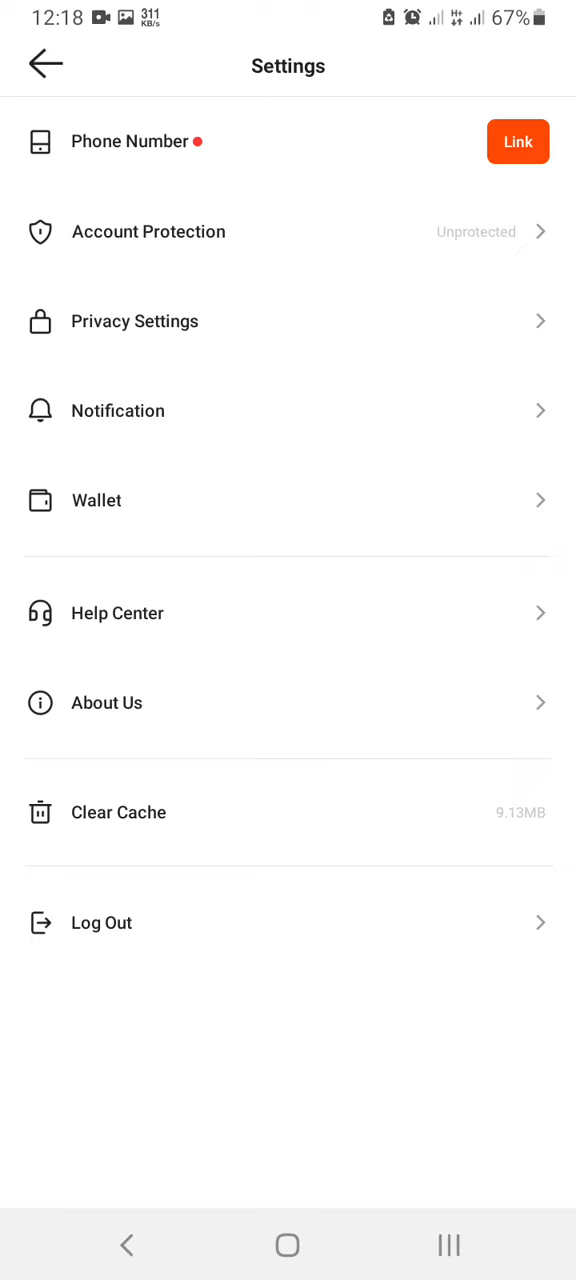 12:18 311 KB/s 67%
Settings
Phone Number Link
Account Protection Unprotected
Privacy Settings
Notification
Wallet
Help Center
About Us
Clear Cache 9.13MB
Log Out